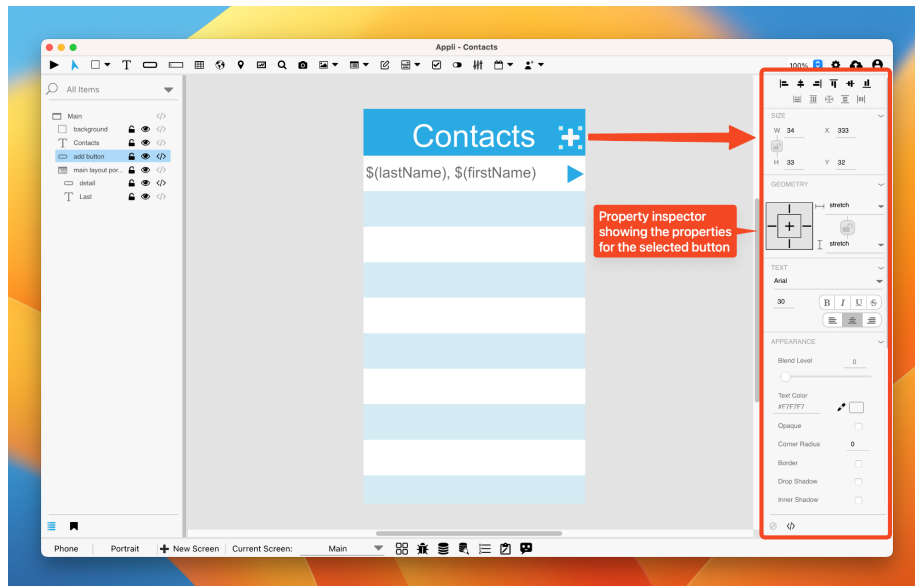 Appli - Contacts
100%
All Items
Main
background
Contacts
add button
main layout por...
detail
Last
Contacts
$(lastName), $(firstName)
Property inspector
showing the properties
for the selected button
SIZE
W 34 X 333
H 33 Y 32
GEOMETRY
stretch
stretch
TEXT
Arial
30 B I U S
APPEARANCE
Blend Level 0
Text Color
#F7F7F7
Opaque
Corner Radius 0
Border
Drop Shadow
Inner Shadow
Phone Portrait New Screen Current Screen: Main